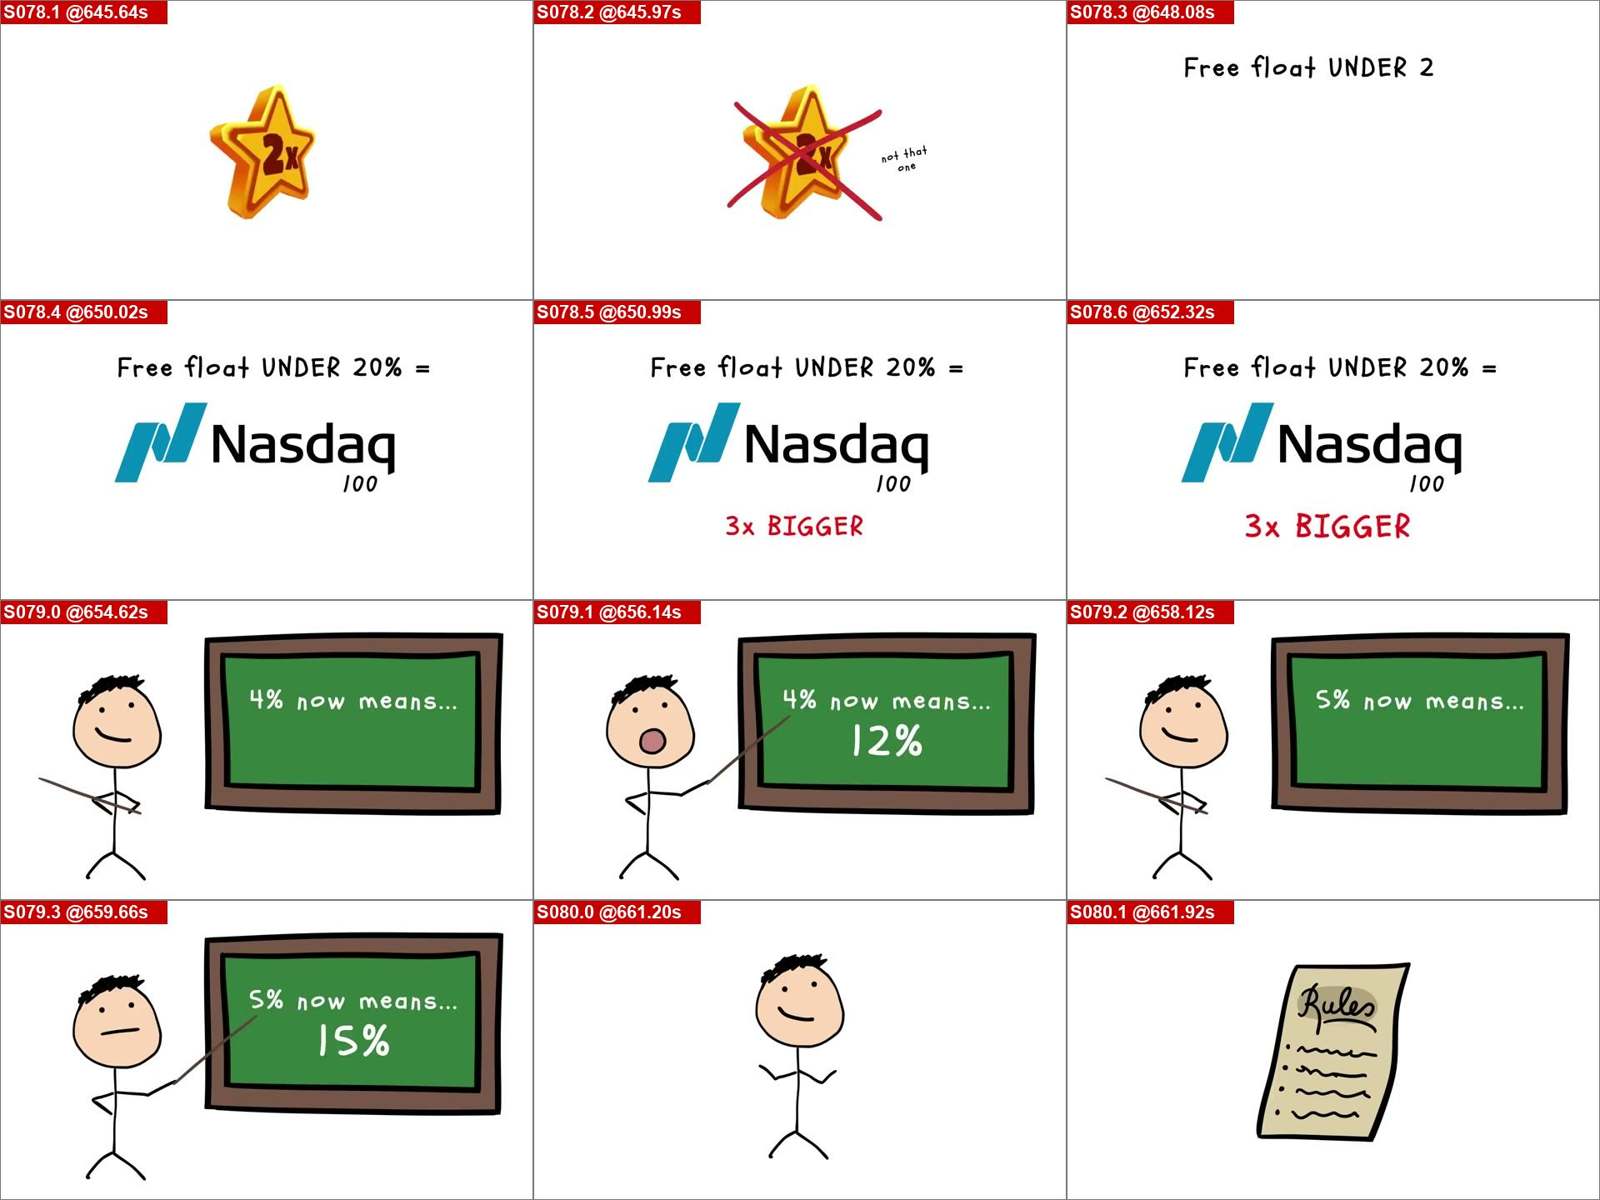 S078.1 @645.64s
2x
S078.2 @645.97s
2x
not that
one
S078.3 @648.08s
Free float UNDER 2
S078.4 @650.02s
Free float UNDER 20% =
Nasdaq
100
S078.5 @650.99s
Free float UNDER 20% =
Nasdaq
100
3x BIGGER
S078.6 @652.32s
Free float UNDER 20% =
Nasdaq
100
3x BIGGER
S079.0 @654.62s
4% now means...
S079.1 @656.14s
4% now means...
12%
S079.2 @658.12s
5% now means...
S079.3 @659.66s
5% now means...
15%
S080.0 @661.20s
S080.1 @661.92s
Rules